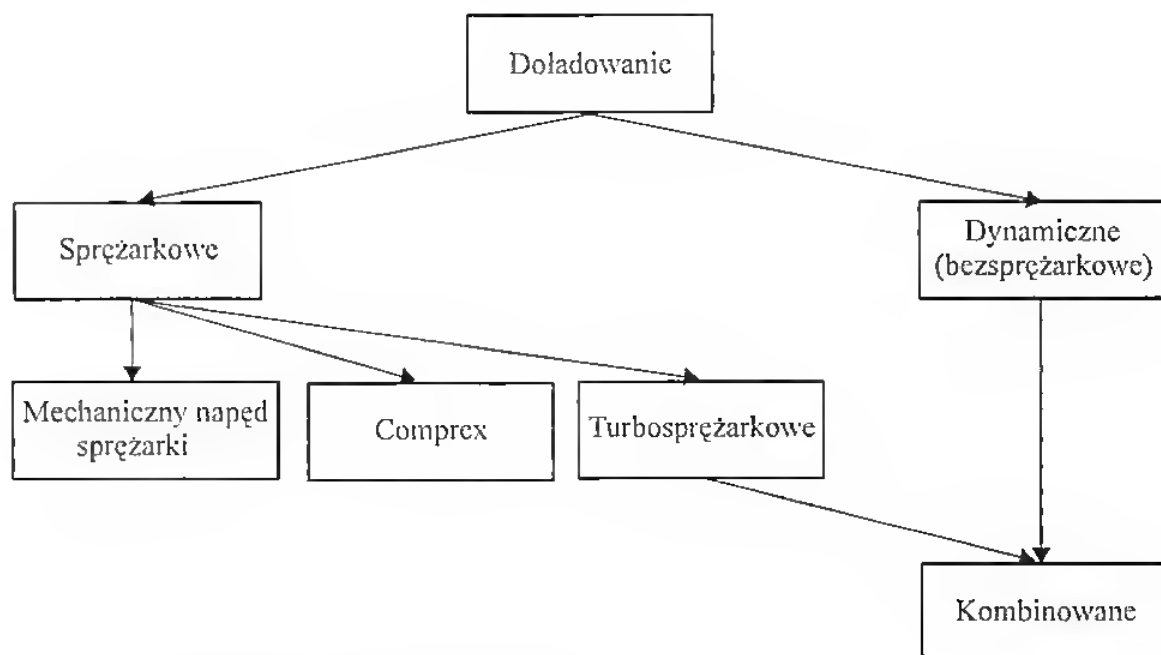 Doładowanie
Sprężarkowe
Dynamiczne
(bezsprężarkowe)
Mechaniczny napęd
sprężarki
Comprex
Turbosprężarkowe
Kombinowane